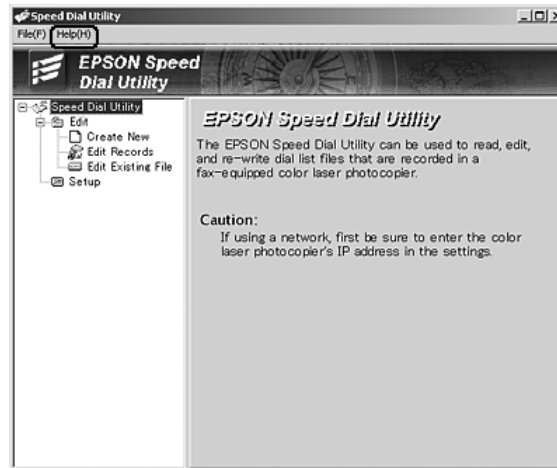 Speed Dial Utility
File(F) Help(H)
EPSON Speed
Dial Utility
Speed Dial Utility
Edit
Create New
Edit Records
Edit Existing File
Setup
EPSON Speed Dial Utility
The EPSON Speed Dial Utility can be used to read, edit,
and re-write dial list files that are recorded in a
fax-equipped color laser photocopier.
Caution:
If using a network, first be sure to enter the color
laser photocopier's IP address in the settings.